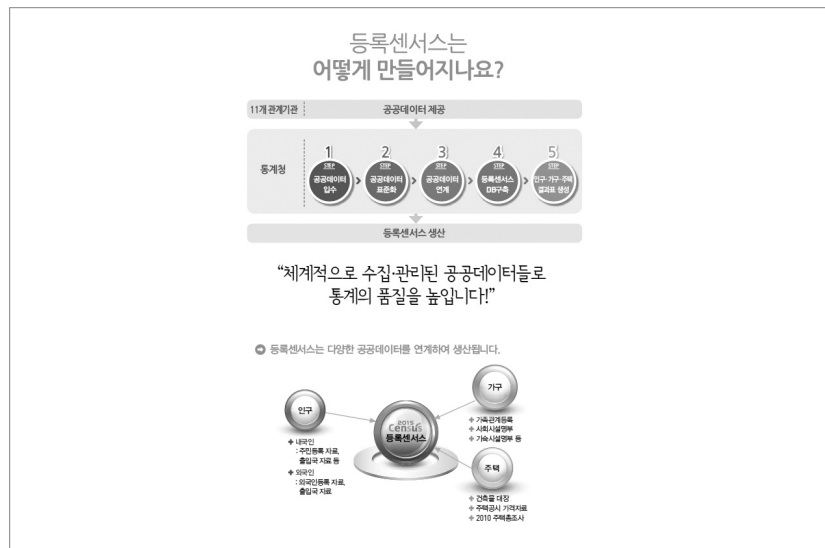 등록센서스는
어떻게 만들어지나요?
11개 관계기관
공공데이터 제공
통계청
1
STEP
공공데이터
입수
2
STEP
공공데이터
표준화
3
STEP
공공데이터
연계
4
STEP
등록센서스
DB구축
5
STEP
인구·가구·주택
결과표 생성
등록센서스 생산
“체계적으로 수집·관리된 공공데이터들로
통계의 품질을 높입니다!”
등록센서스는 다양한 공공데이터를 연계하여 생산됩니다.
인구
내국인
: 주민등록 자료,
출입국 자료 등
외국인
: 외국인등록 자료,
출입국 자료
2015
Census
등록센서스
가구
가족관계등록
사회시설명부
기숙시설명부 등
주택
건축물 대장
주택공시 가격자료
2010 주택총조사